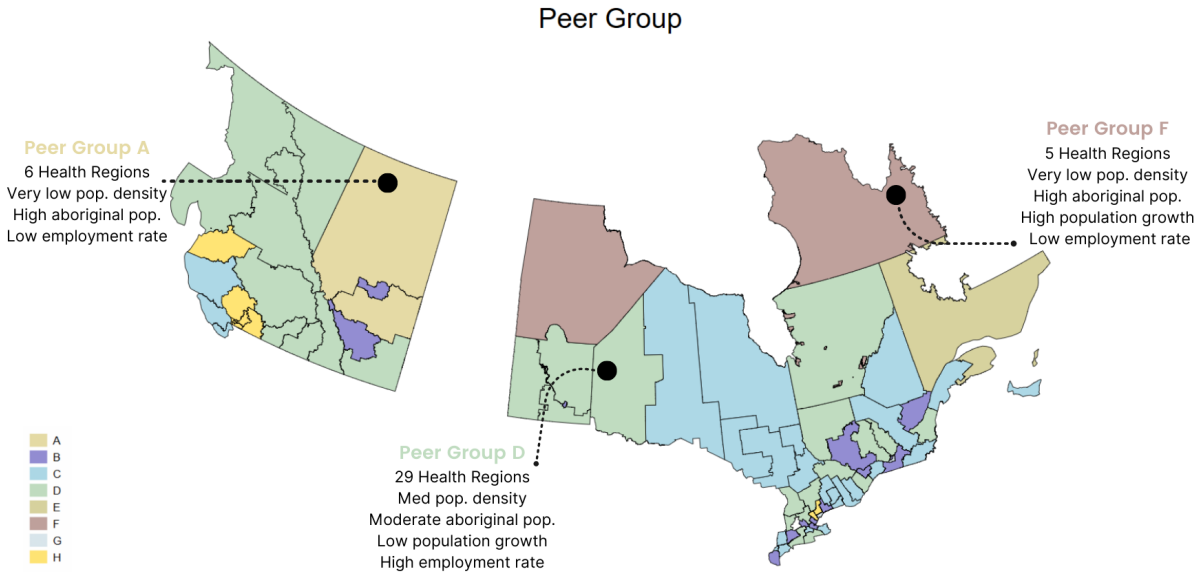 Peer Group
Peer Group A
6 Health Regions
Very low pop. density
High aboriginal pop.
Low employment rate
Peer Group F
5 Health Regions
Very low pop. density
High aboriginal pop.
High population growth
Low employment rate
Peer Group D
29 Health Regions
Med pop. density
Moderate aboriginal pop.
Low population growth
High employment rate
A
B
C
D
E
F
G
H